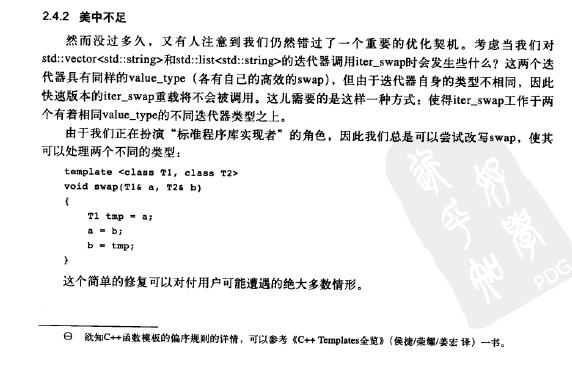 2.4.2 美中不足
然而没过多久，又有人注意到我们仍然错过了一个重要的优化契机。考虑当我们对
std::vector<std::string>和std::list<std::string>的迭代器调用iter_swap时会发生些什么？这两个迭
代器具有同样的value_type（各有自己的高效的swap），但由于迭代器自身的类型不相同，因此
快速版本的iter_swap重载将不会被调用。这儿需要的是这样一种方式：使得iter_swap工作于两
个有着相同value_type的不同迭代器类型之上。
由于我们正在扮演“标准程序库实现者”的角色，因此我们总是可以尝试改写swap，使其
可以处理两个不同的类型：
template <class T1, class T2>
void swap(T1& a, T2& b)
{
T1 tmp = a;
a = b;
b = tmp;
}
这个简单的修复可以对付用户可能遭遇的绝大多数情形。
PDG
㊀ 欲知C++函数模板的偏序规则的详情，可以参考《C++ Templates全览》（侯捷/荣耀/姜宏 译）一书。